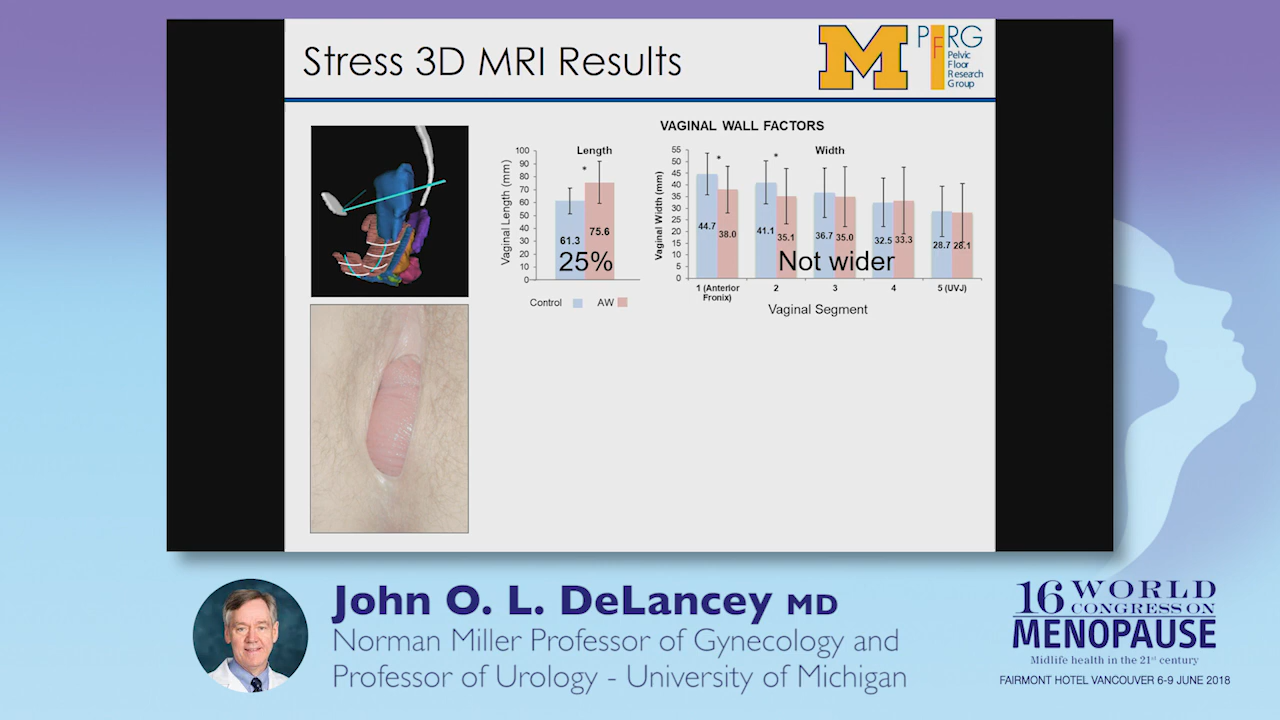 Stress 3D MRI Results
M
PFRG
Pelvic
Floor
Research
Group
VAGINAL WALL FACTORS
Length
Vaginal Length (mm)
100
90
80
70
60
50
40
30
20
10
0
*
61.3
75.6
25%
Control
AW
Width
Vaginal Width (mm)
55
50
45
40
35
30
25
20
15
10
5
0
*
*
44.7
38.0
41.1
35.1
36.7
35.0
32.5
33.3
28.7
28.1
Not wider
1 (Anterior
Fronix)
2
3
4
5 (UVJ)
Vaginal Segment
John O. L. DeLancey MD
Norman Miller Professor of Gynecology and
Professor of Urology - University of Michigan
16 WORLD
CONGRESS ON
MENOPAUSE
Midlife health in the 21st century
FAIRMONT HOTEL VANCOUVER 6-9 JUNE 2018